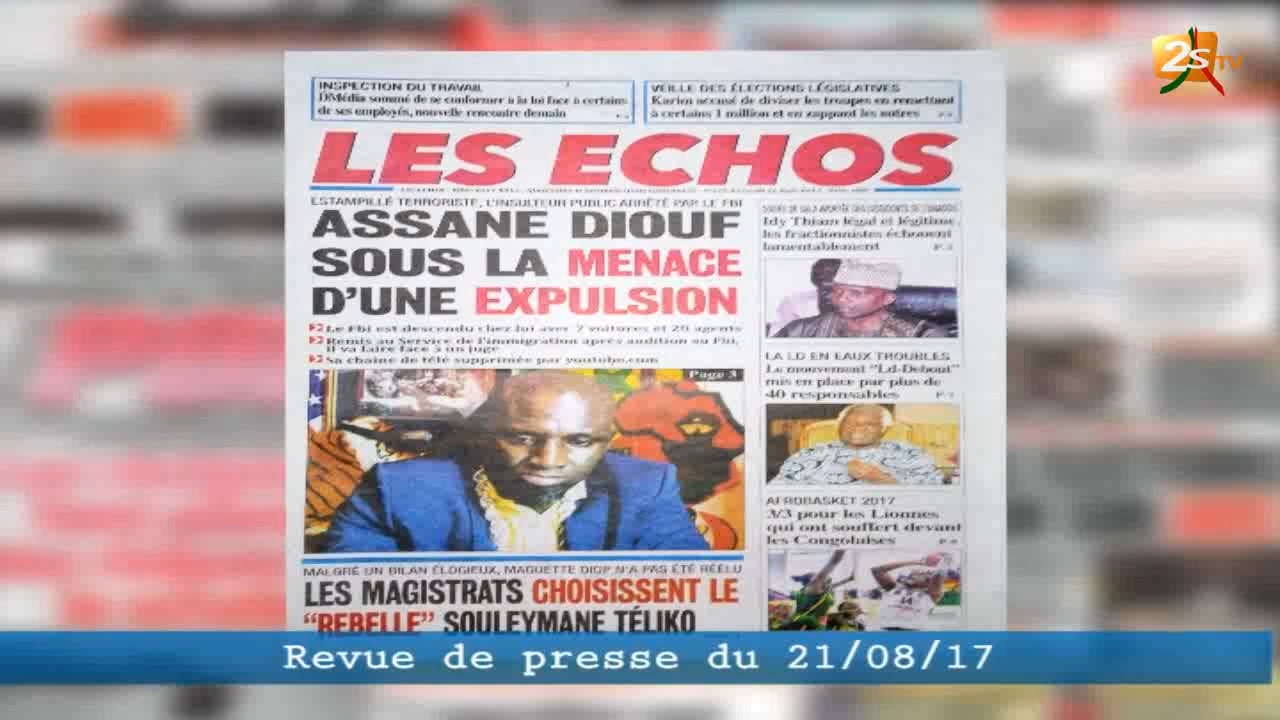 2STV
INSPECTION DU TRAVAIL
DMédia sommé de se conformer à la loi face à certains
de ses employés, nouvelle rencontre demain
VEILLE DES ÉLECTIONS LÉGISLATIVES
Karim accusé de diviser les troupes en remettant
à certains 1 million et en zappant les autres
LES ECHOS
ESTAMPILLÉ TERRORISTE, L'INSULTEUR PUBLIC ARRÊTÉ PAR LE FBI
ASSANE DIOUF
SOUS LA MENACE
D'UNE EXPULSION
Le Fbi est descendu chez lui avec 7 voitures et 20 agents
Remis au Service de l'immigration après audition au Fbi,
il va faire face à un juge
Sa chaîne de télé supprimée par youtube.com
Page 3
Idy Thiam légal et légitime,
les fractionnistes échouent
lamentablement
LA LD EN EAUX TROUBLES
Le mouvement "Ld-Debout"
mis en place par plus de
40 responsables
AFROBASKET 2017
3/3 pour les Lionnes
qui ont souffert devant
les Congolaises
MALGRÉ UN BILAN ÉLOGIEUX, MAGUETTE DIOP N'A PAS ÉTÉ RÉÉLU
LES MAGISTRATS CHOISISSENT LE
"REBELLE" SOULEYMANE TÉLIKO
Revue de presse du 21/08/17